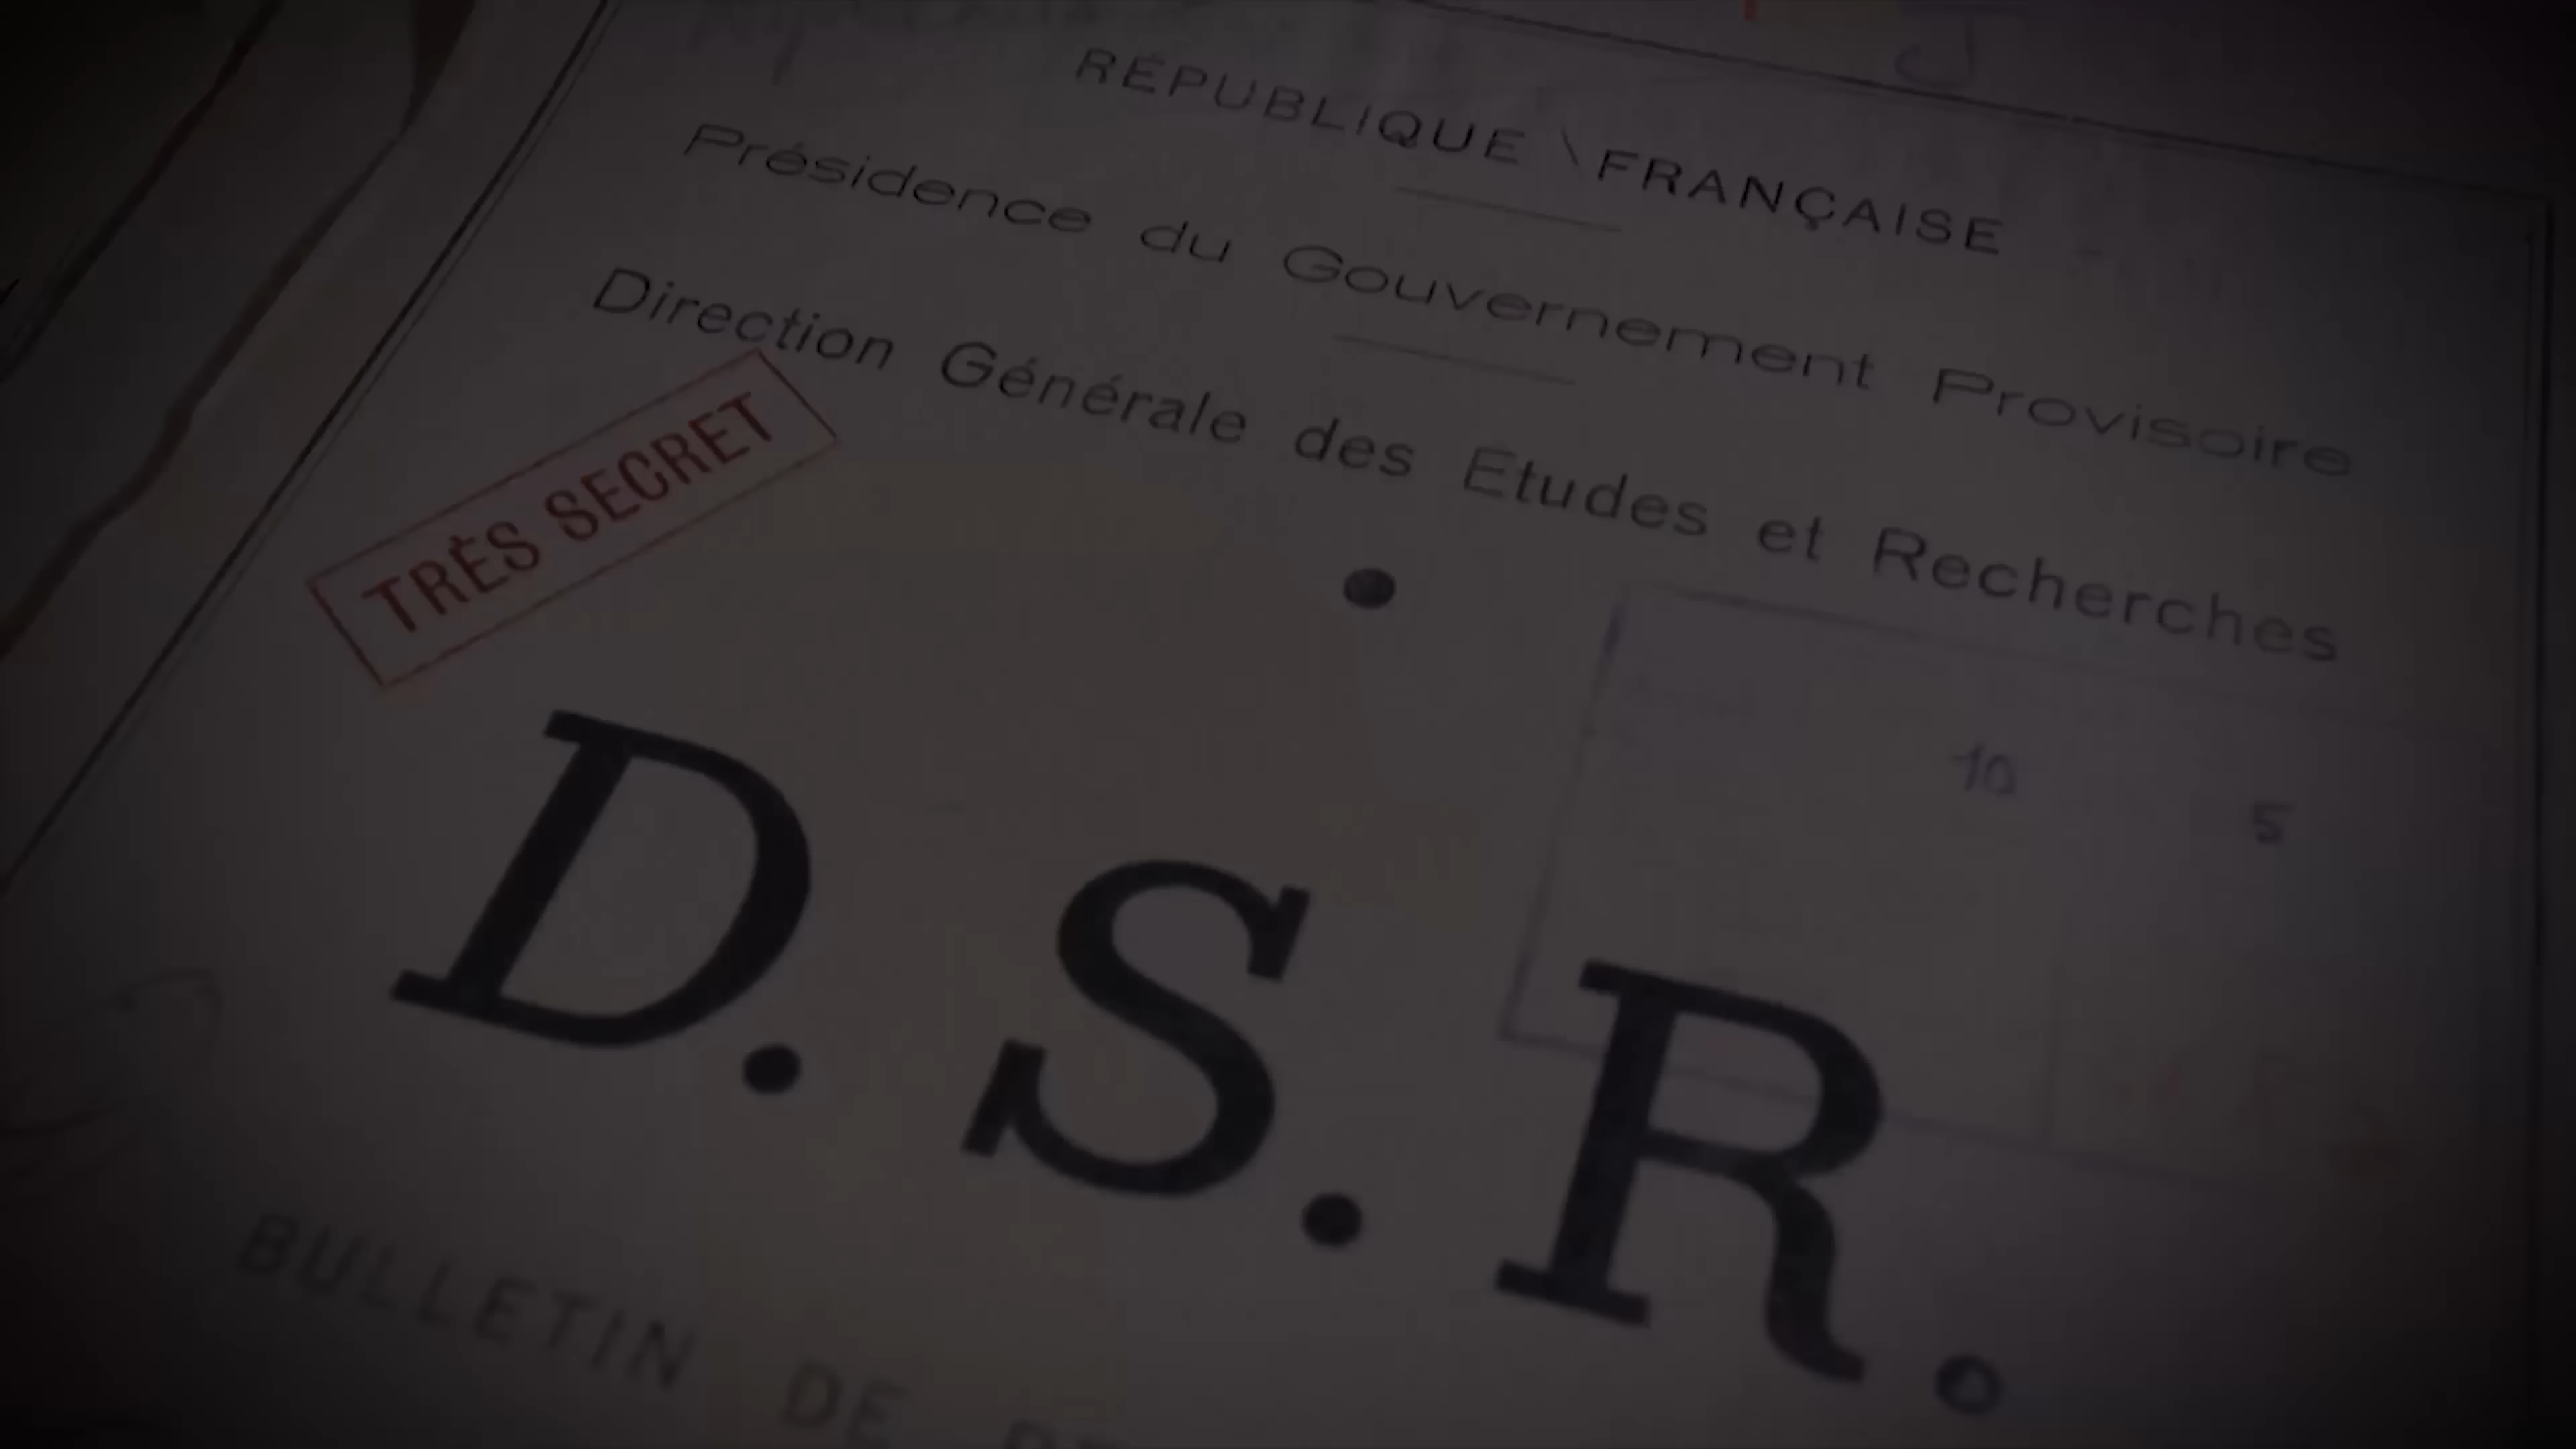 RÉPUBLIQUE FRANÇAISE
Présidence du Gouvernement Provisoire
Direction Générale des Etudes et Recherches
TRÈS SECRET
10 5
D. S. R.
BULLETIN DE